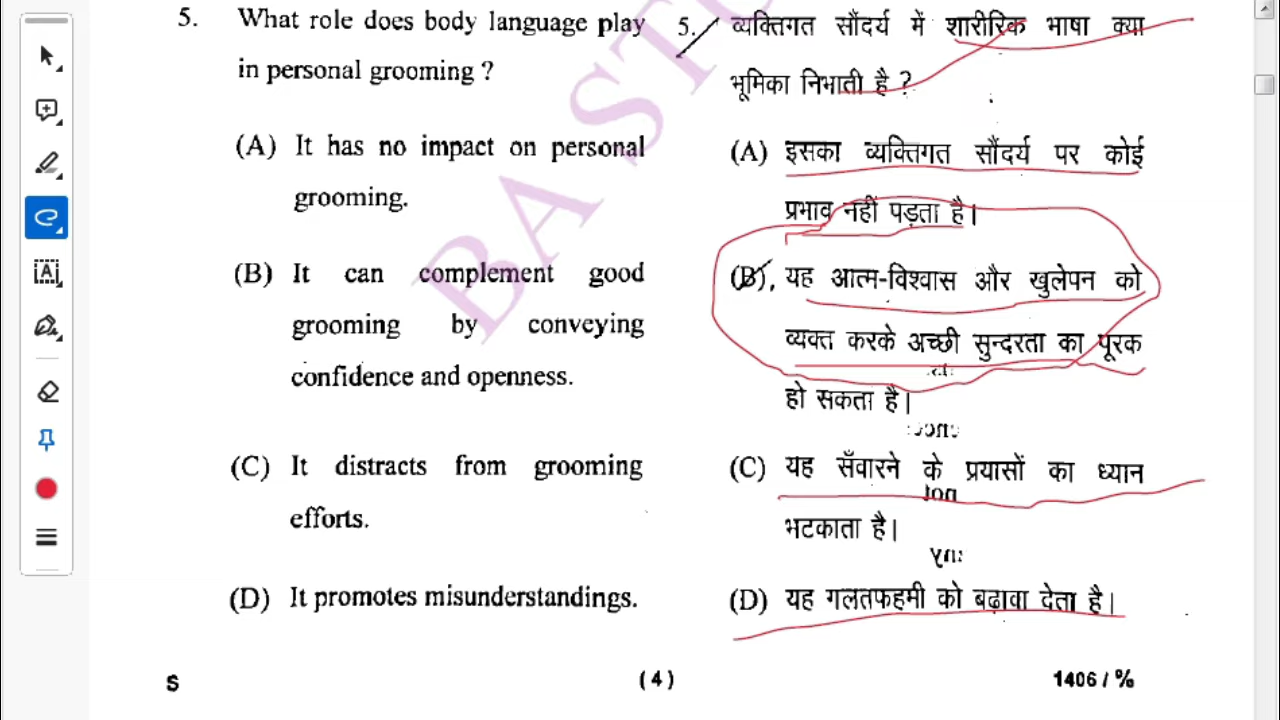 5. What role does body language play
in personal grooming ?
(A) It has no impact on personal
grooming.
(B) It can complement good
grooming by conveying
confidence and openness.
(C) It distracts from grooming
efforts.
(D) It promotes misunderstandings.
5. व्यक्तिगत सौंदर्य में शारीरिक भाषा क्या
भूमिका निभाती है ?
(A) इसका व्यक्तिगत सौंदर्य पर कोई
प्रभाव नहीं पड़ता है।
(B) यह आत्म-विश्वास और खुलेपन को
व्यक्त करके अच्छी सुन्दरता का पूरक
हो सकता है।
(C) यह सँवारने के प्रयासों का ध्यान
भटकाता है।
(D) यह गलतफहमी को बढ़ावा देता है।
BA ST
S (4) 1406 / %